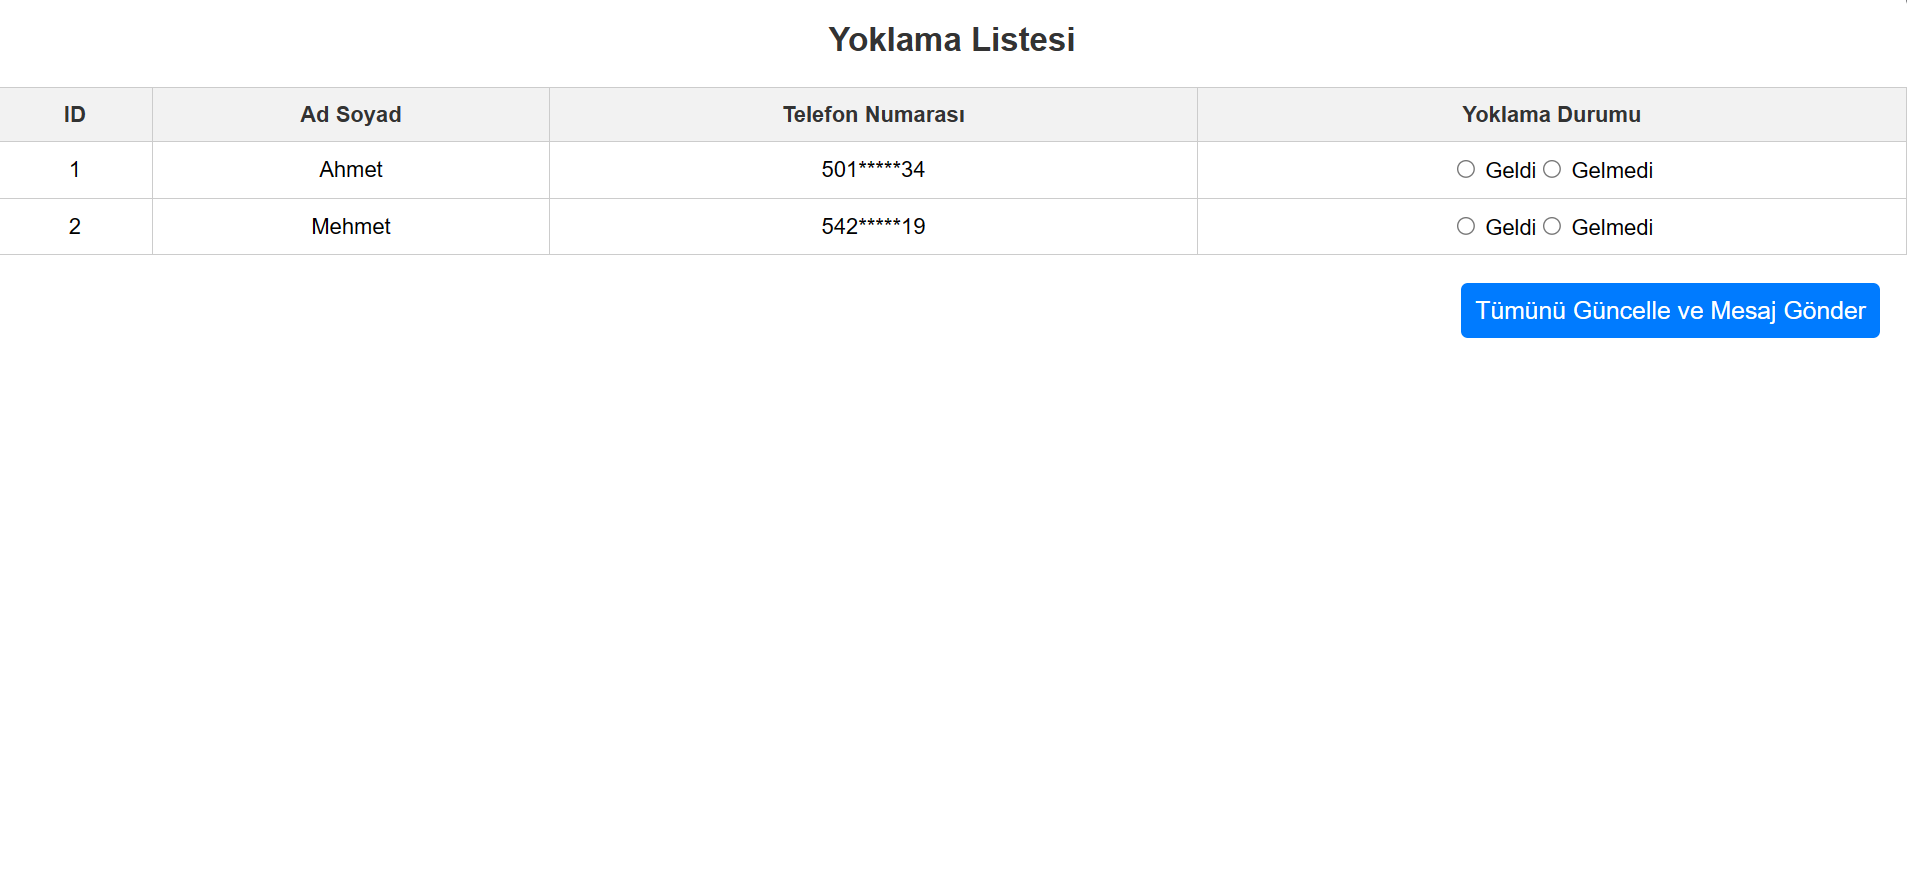 Yoklama Listesi
ID Ad Soyad Telefon Numarası Yoklama Durumu
1 Ahmet 501*****34 Geldi Gelmedi
2 Mehmet 542*****19 Geldi Gelmedi
Tümünü Güncelle ve Mesaj Gönder